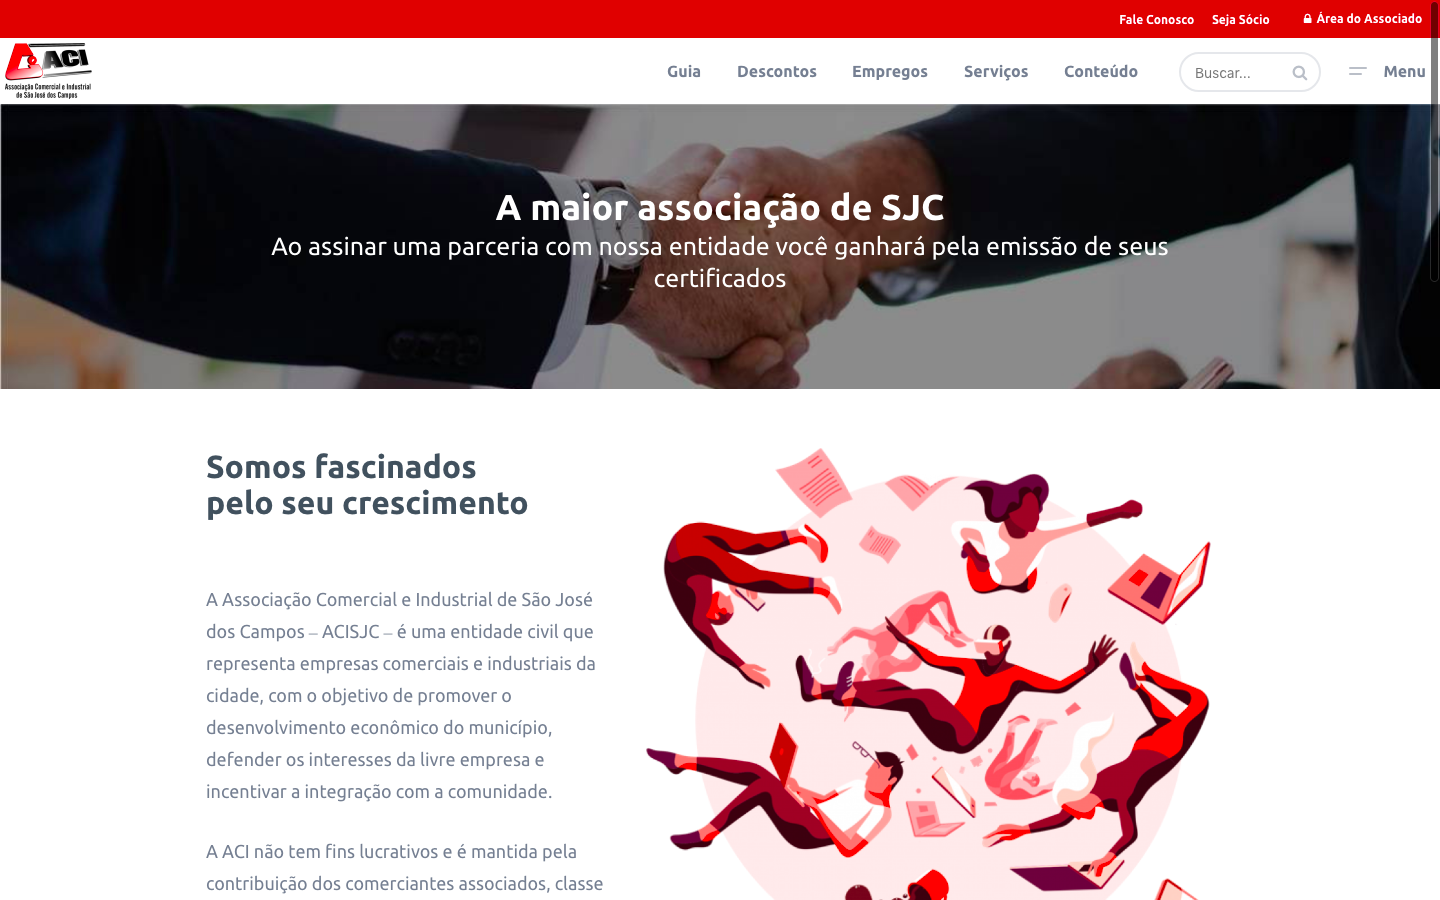 Fale Conosco Seja Sócio Área do Associado
ACI
Associação Comercial e Industrial
de São José dos Campos
Guia Descontos Empregos Serviços Conteúdo Buscar... Menu
A maior associação de SJC
Ao assinar uma parceria com nossa entidade você ganhará pela emissão de seus
certificados
Somos fascinados
pelo seu crescimento
A Associação Comercial e Industrial de São José
dos Campos – ACISJC – é uma entidade civil que
representa empresas comerciais e industriais da
cidade, com o objetivo de promover o
desenvolvimento econômico do município,
defender os interesses da livre empresa e
incentivar a integração com a comunidade.
A ACI não tem fins lucrativos e é mantida pela
contribuição dos comerciantes associados, classe